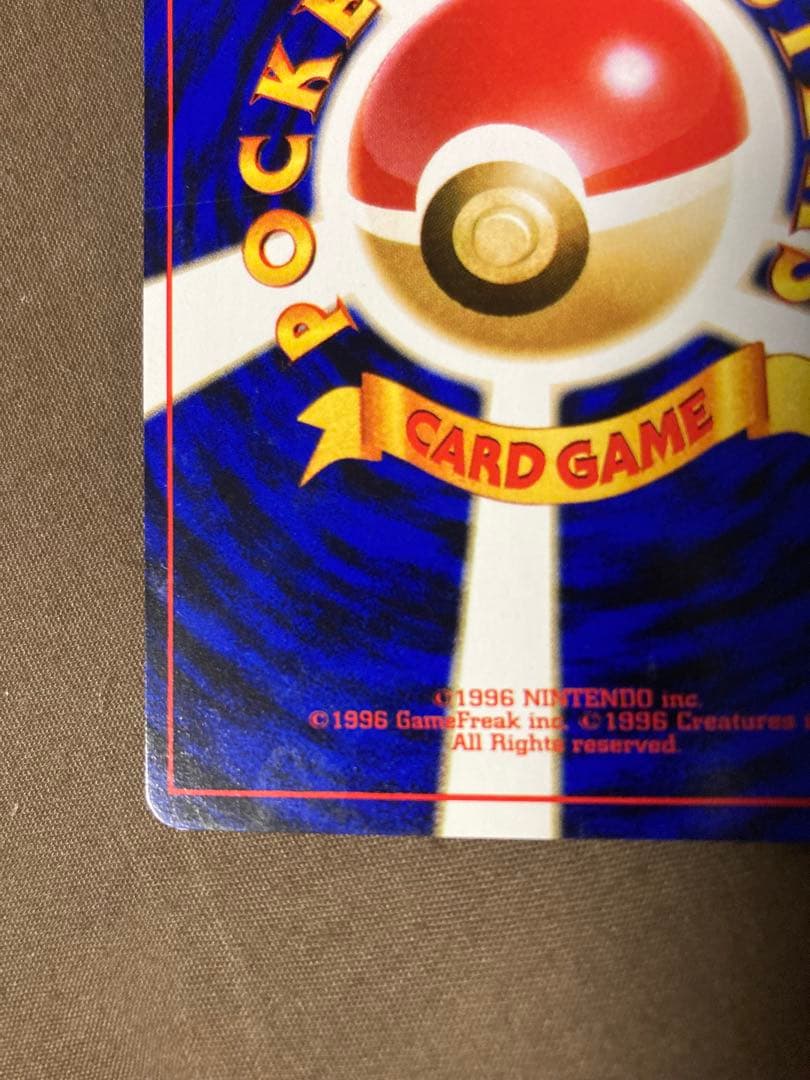 POCKE
CARD GAME
©1996 NINTENDO inc.
©1996 GameFreak inc. ©1996 Creatures
All Rights reserved.